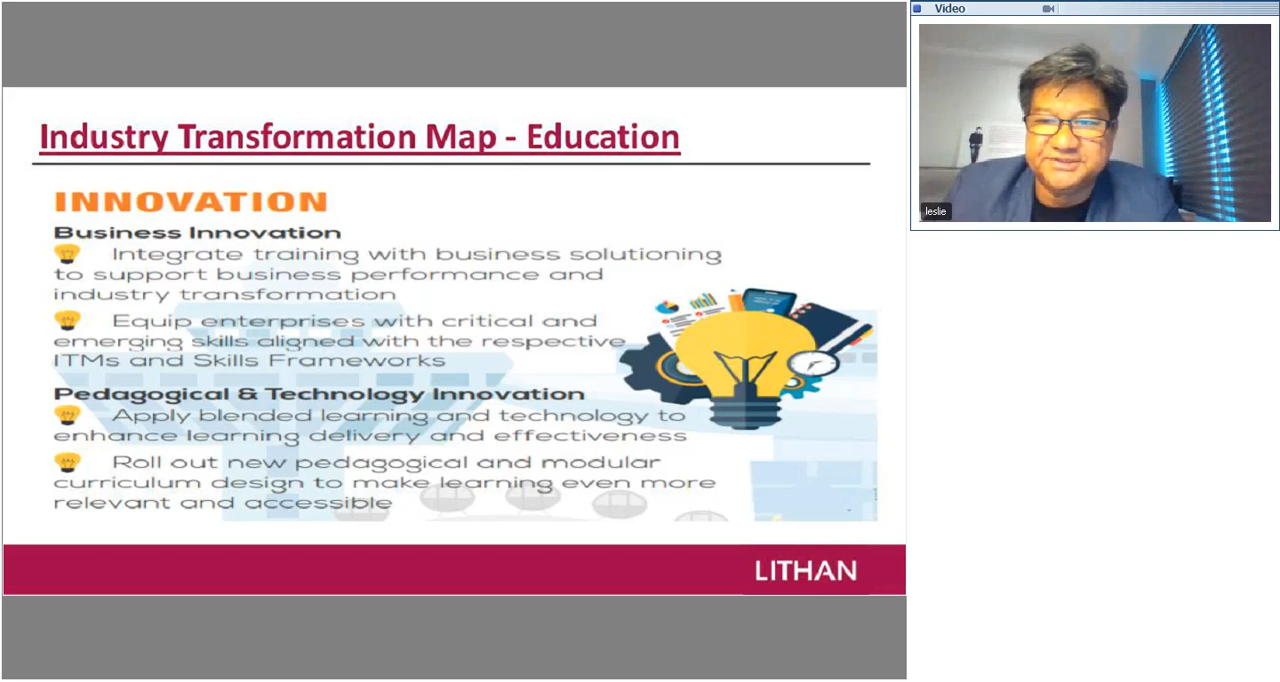 Industry Transformation Map - Education
INNOVATION
Business Innovation
Integrate training with business solutioning
to support business performance and
industry transformation
Equip enterprises with critical and
emerging skills aligned with the respective
ITMs and Skills Frameworks
Pedagogical & Technology Innovation
Apply blended learning and technology to
enhance learning delivery and effectiveness
Roll out new pedagogical and modular
curriculum design to make learning even more
relevant and accessible
LITHAN
Video
leslie